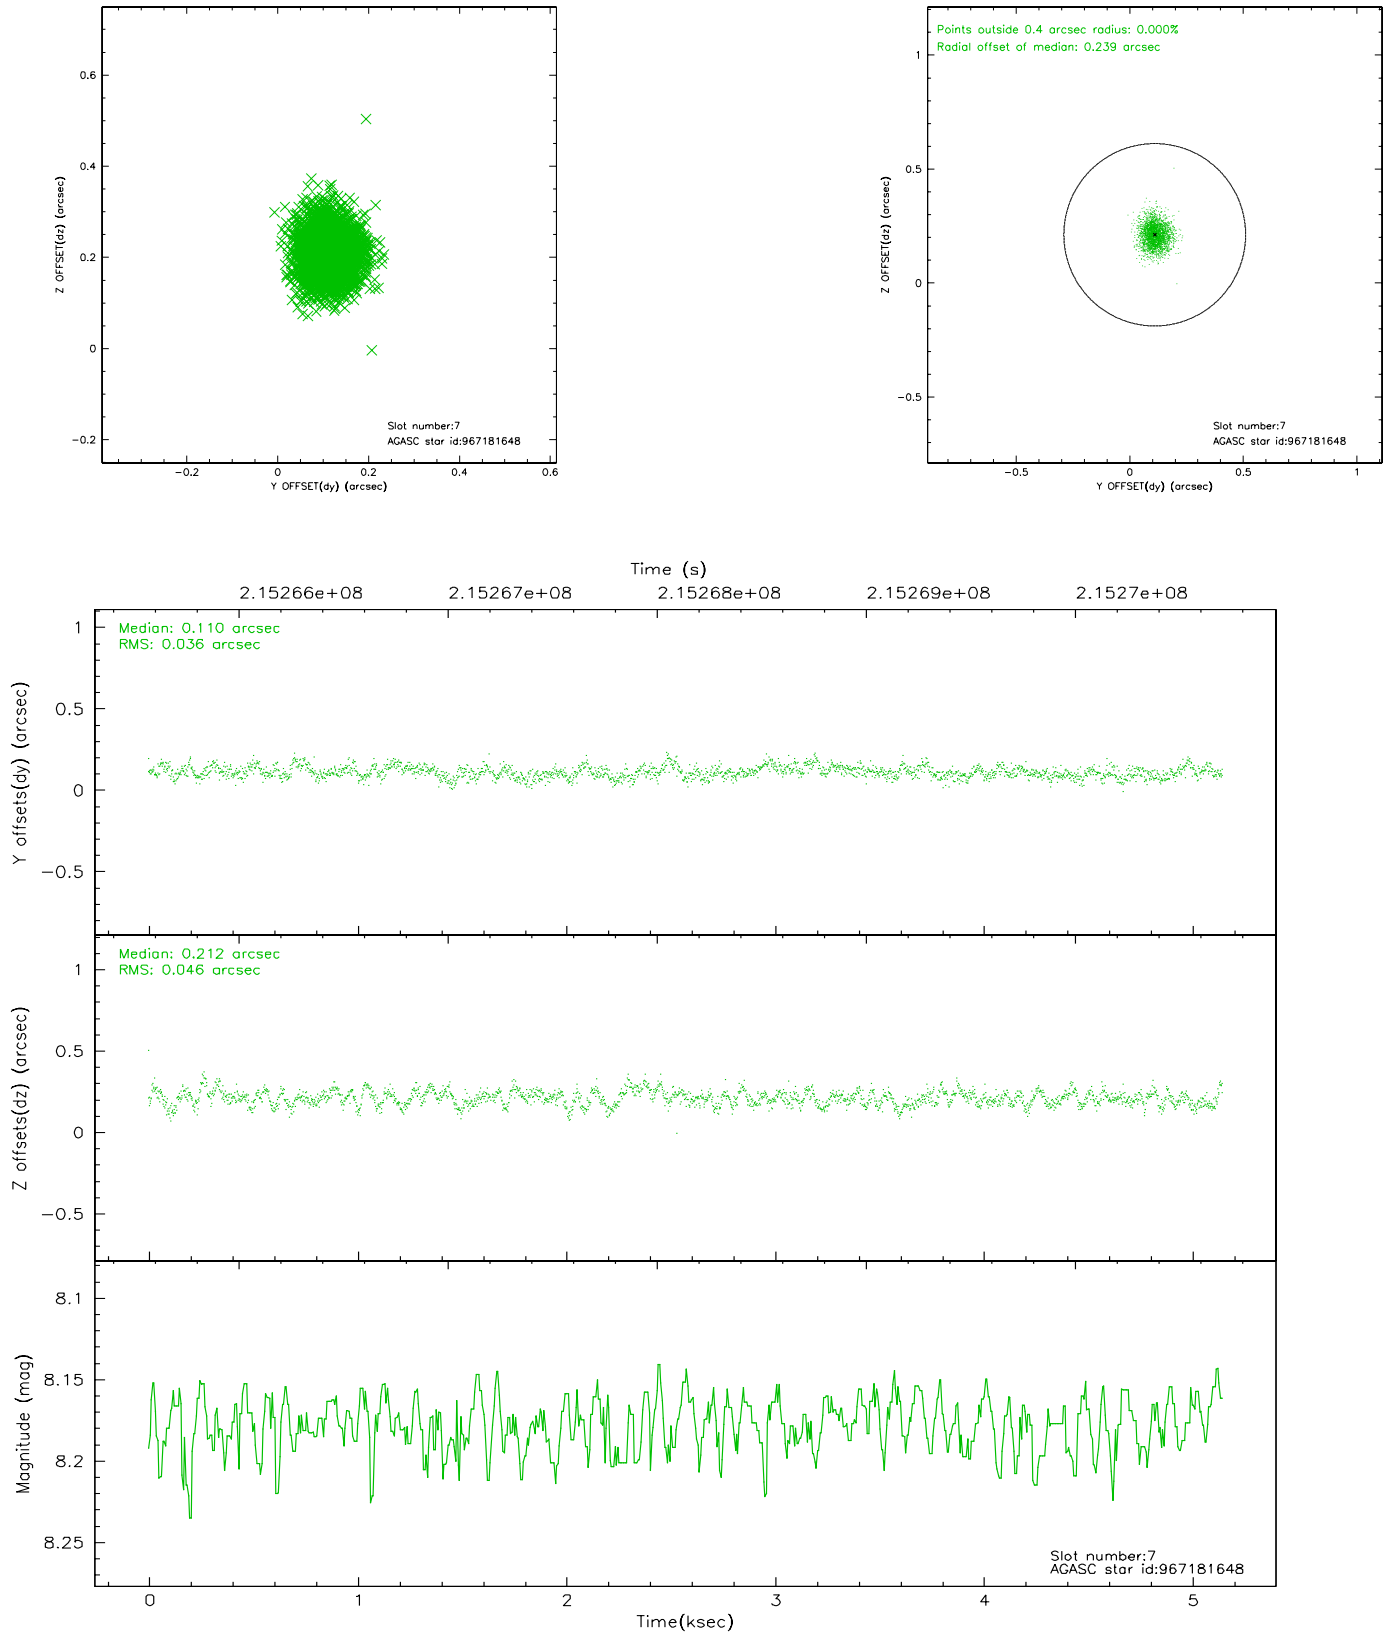 0.6
0.4
0.2
0
−0.2
Z OFFSET(dz) (arcsec)
Slot number:7
AGASC star id:967181648
−0.2 0 0.2 0.4 0.6
Y OFFSET(dy) (arcsec)
Points outside 0.4 arcsec radius: 0.000%
Radial offset of median: 0.239 arcsec
1
0.5
0
−0.5
Z OFFSET(dz) (arcsec)
Slot number:7
AGASC star id:967181648
−0.5 0 0.5 1
Y OFFSET(dy) (arcsec)
Time (s)
2.15266e+08 2.15267e+08 2.15268e+08 2.15269e+08 2.1527e+08
Median: 0.110 arcsec
RMS: 0.036 arcsec
1
0.5
0
−0.5
Y offsets(dy) (arcsec)
Median: 0.212 arcsec
RMS: 0.046 arcsec
1
0.5
0
−0.5
Z offsets(dz) (arcsec)
8.1
8.15
8.2
8.25
Magnitude (mag)
Slot number:7
AGASC star id:967181648
0 1 2 3 4 5
Time(ksec)